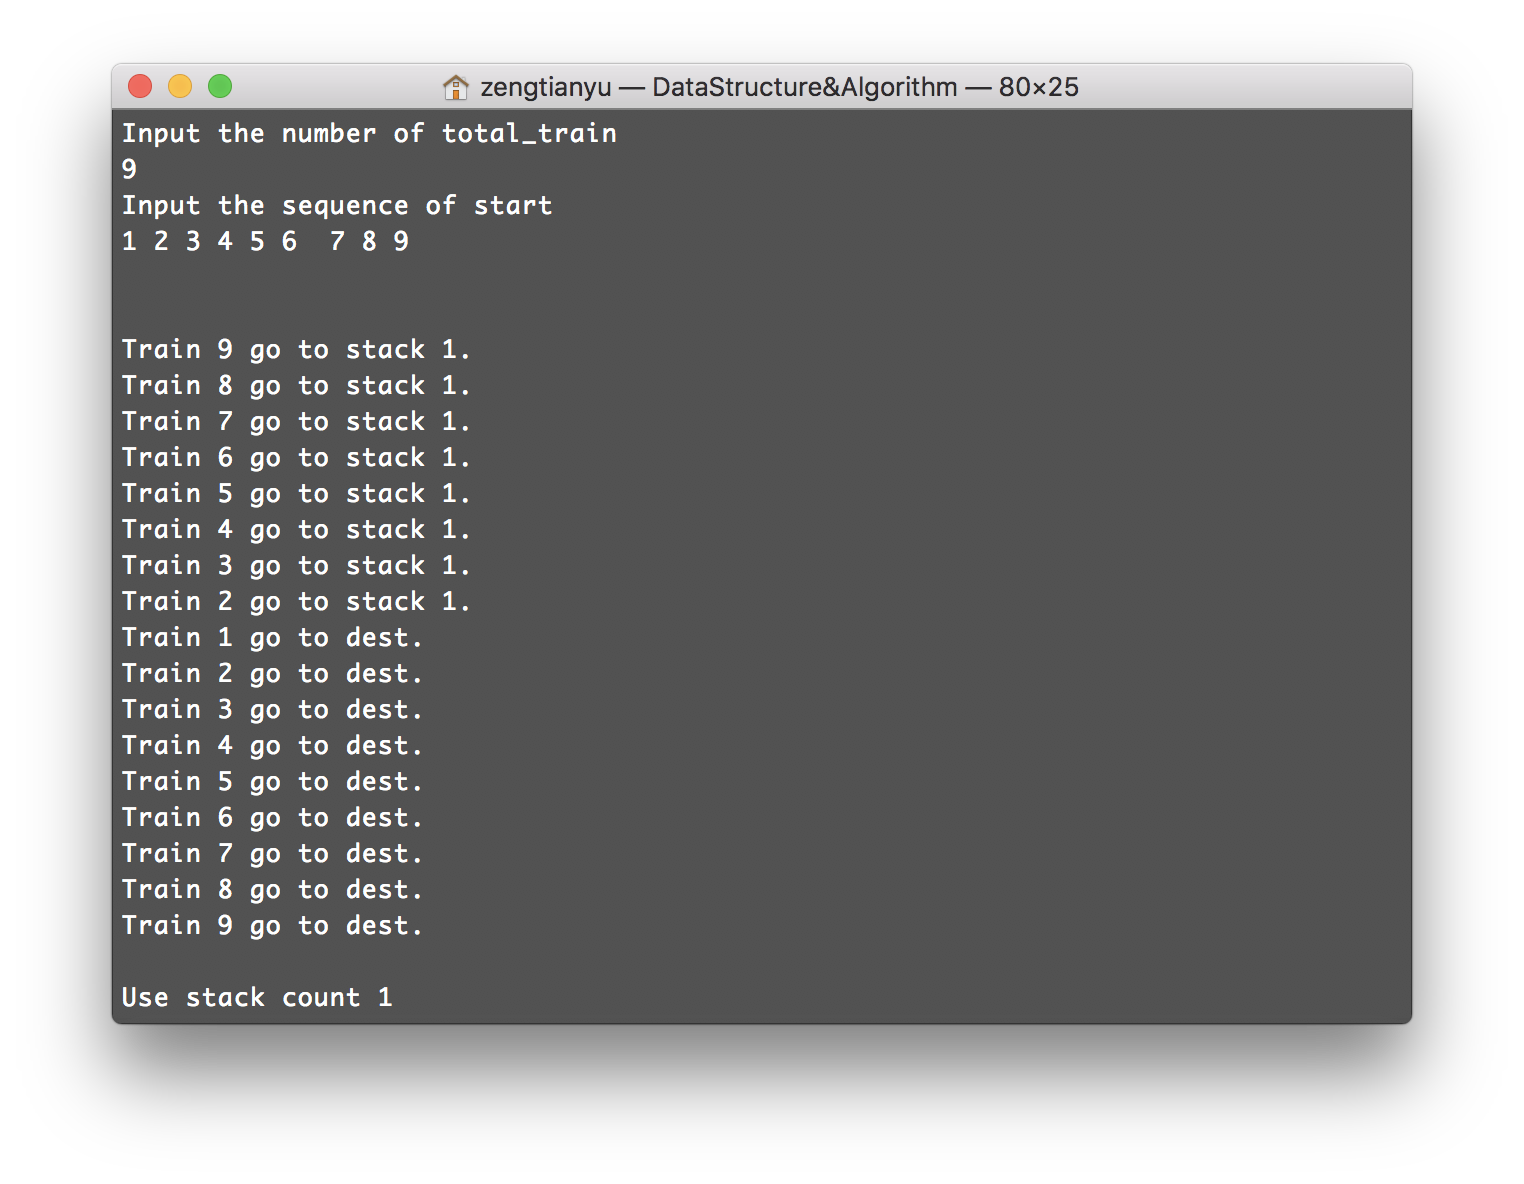 zengtianyu — DataStructure&Algorithm — 80×25
Input the number of total_train
9
Input the sequence of start
1 2 3 4 5 6  7 8 9
Train 9 go to stack 1.
Train 8 go to stack 1.
Train 7 go to stack 1.
Train 6 go to stack 1.
Train 5 go to stack 1.
Train 4 go to stack 1.
Train 3 go to stack 1.
Train 2 go to stack 1.
Train 1 go to dest.
Train 2 go to dest.
Train 3 go to dest.
Train 4 go to dest.
Train 5 go to dest.
Train 6 go to dest.
Train 7 go to dest.
Train 8 go to dest.
Train 9 go to dest.
Use stack count 1